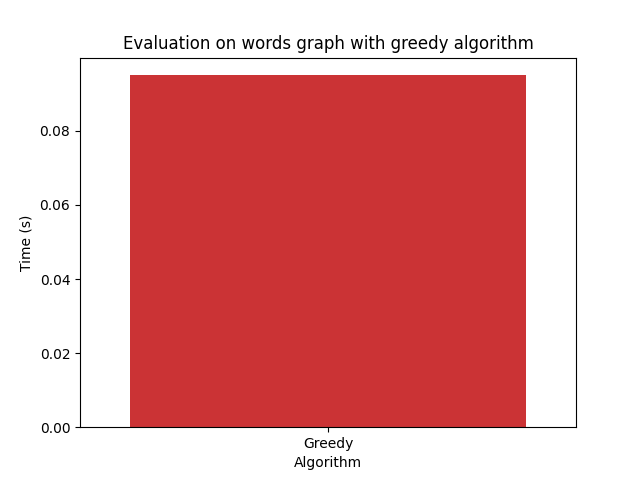 Evaluation on words graph with greedy algorithm
Time (s)
0.08
0.06
0.04
0.02
0.00
Greedy
Algorithm